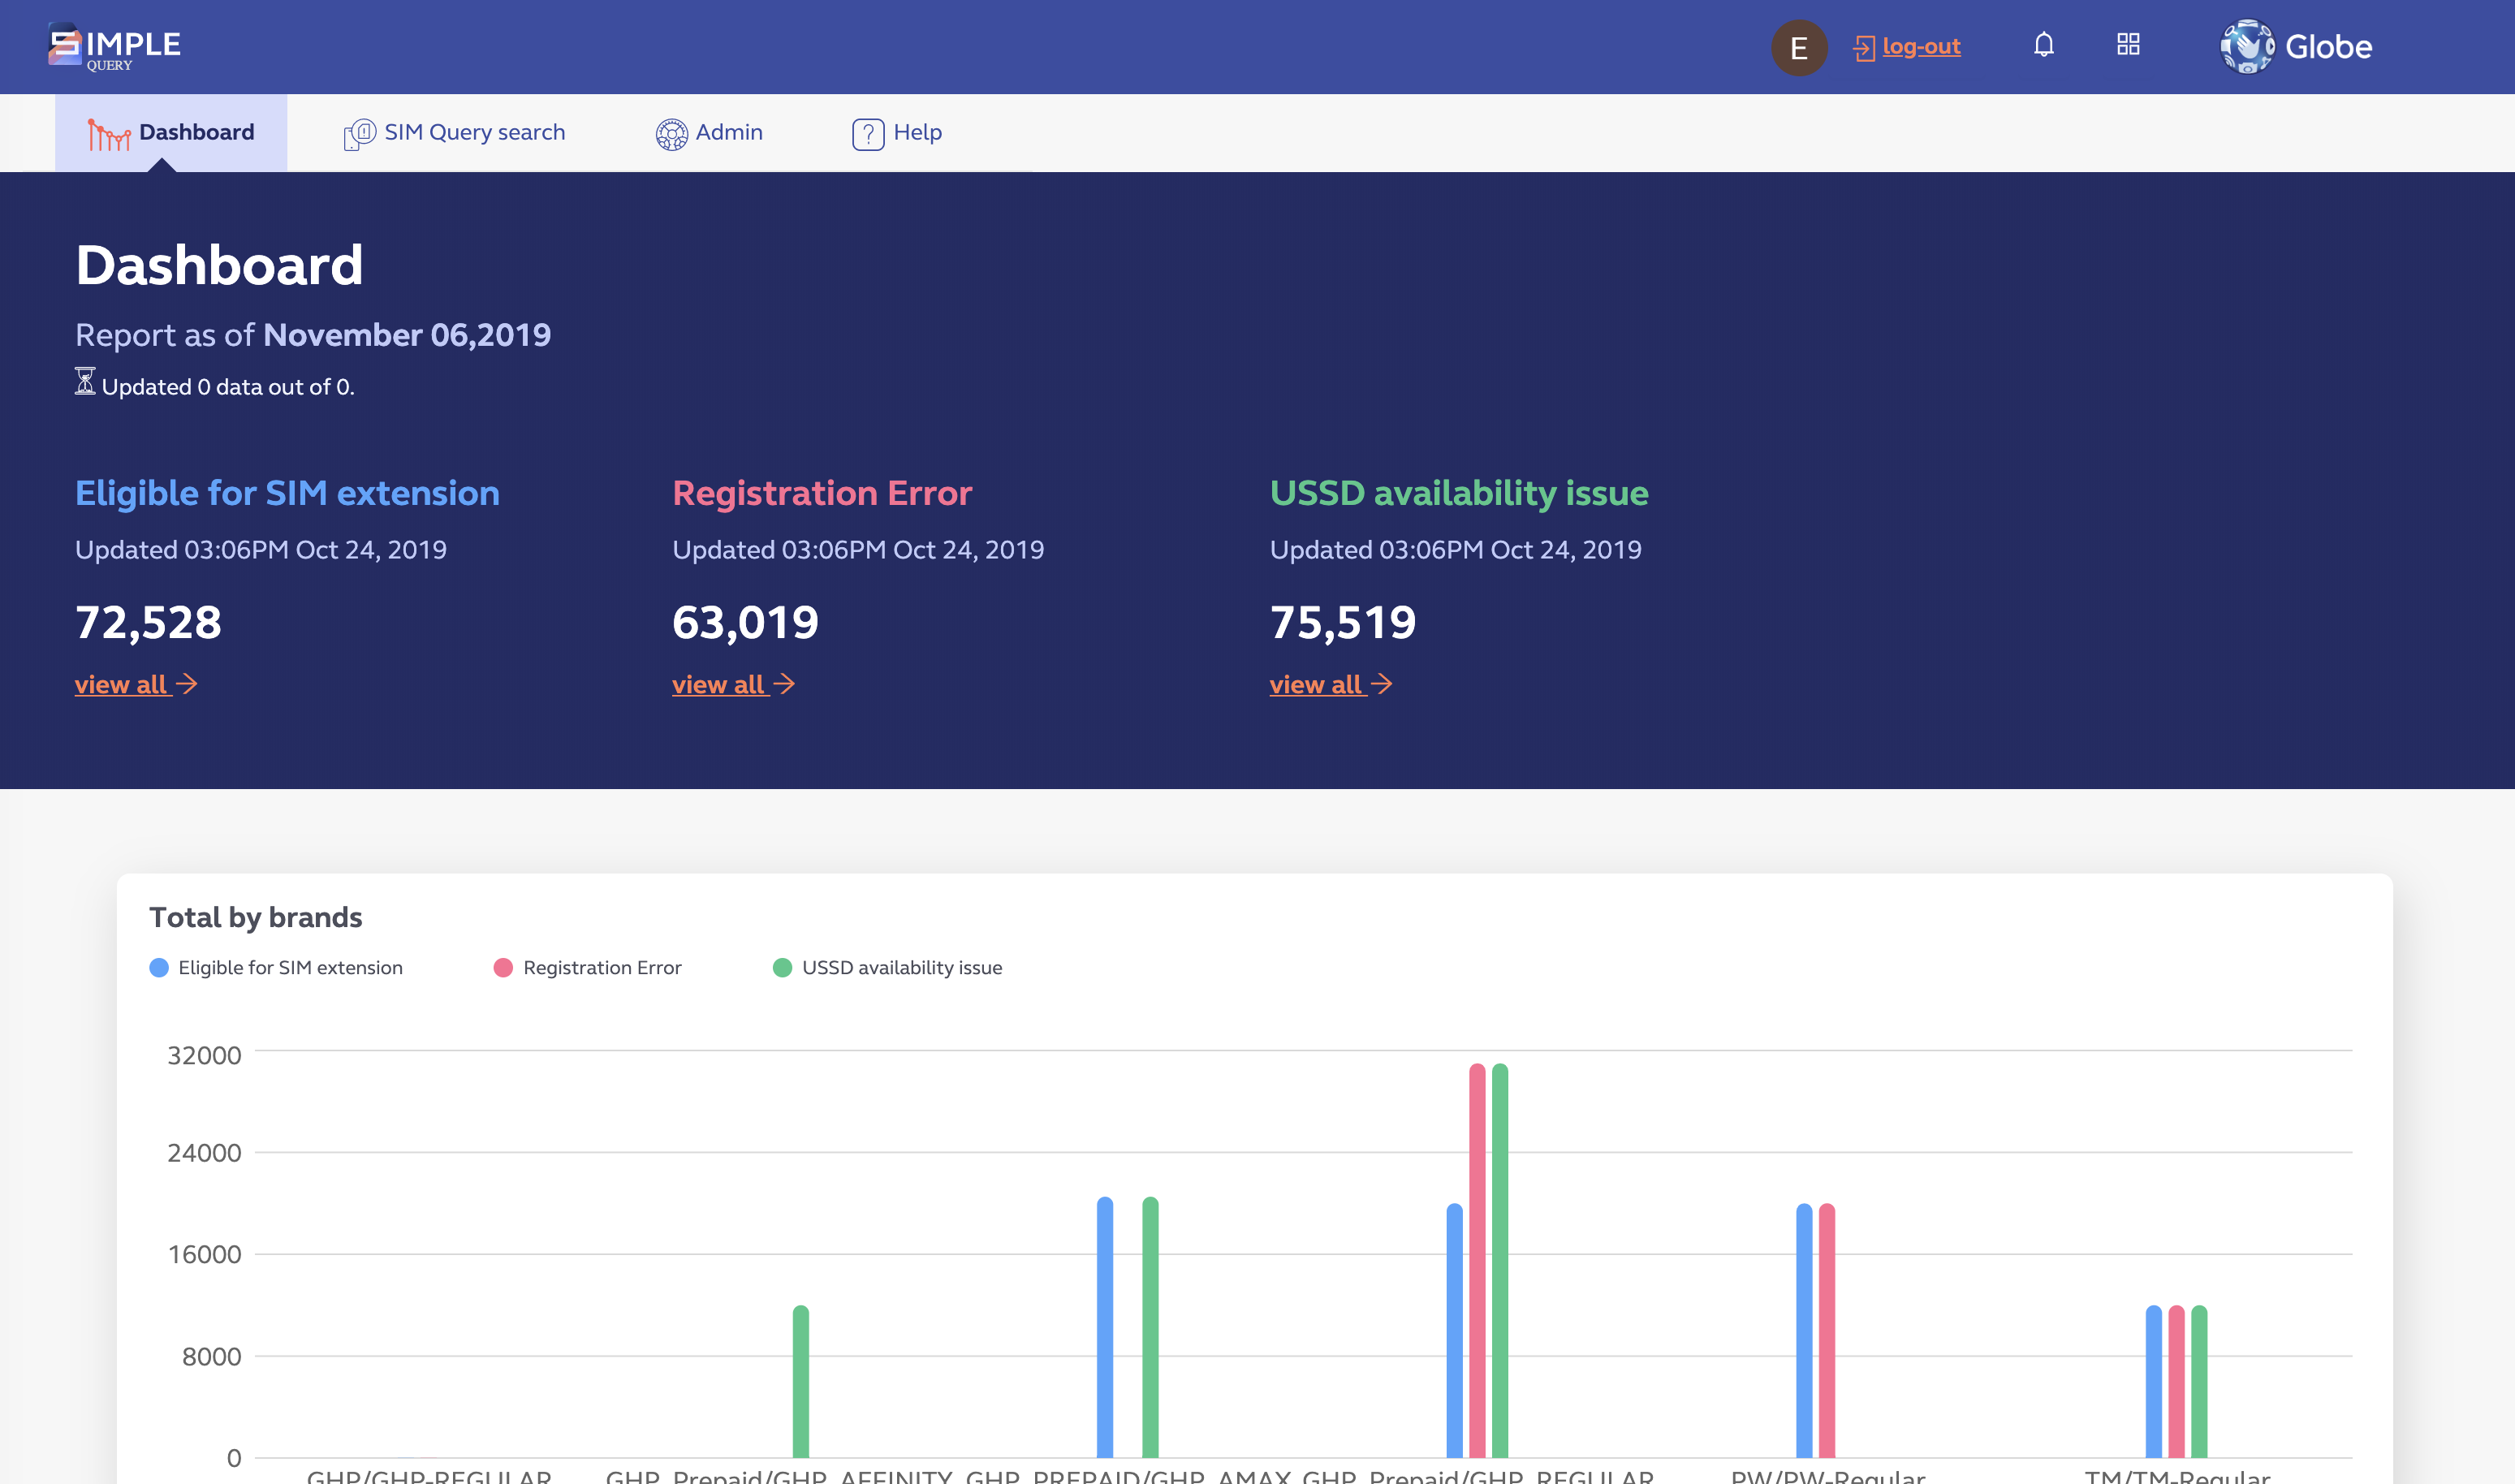 SIMPLE
QUERY
E
log-out
Globe
Dashboard
SIM Query search
Admin
Help
Dashboard
Report as of November 06,2019
Updated 0 data out of 0.
Eligible for SIM extension
Registration Error
USSD availability issue
Updated 03:06PM Oct 24, 2019
Updated 03:06PM Oct 24, 2019
Updated 03:06PM Oct 24, 2019
72,528
63,019
75,519
view all
view all
view all
Total by brands
Eligible for SIM extension
Registration Error
USSD availability issue
32000
24000
16000
8000
0
GHP/GHP-REGULAR
GHP_Prepaid/GHP_AFFINITY
GHP_PREPAID/GHP_AMAX
GHP_Prepaid/GHP_REGULAR
PW/PW-Regular
TM/TM-Regular